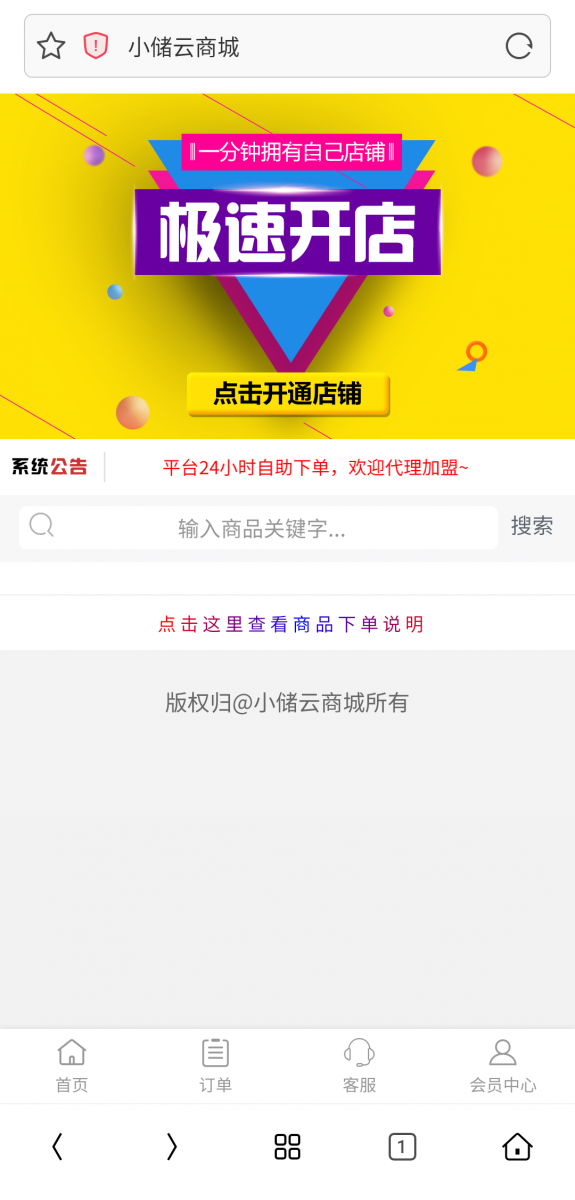 小储云商城
一分钟拥有自己店铺
极速开店
点击开通店铺
系统公告
平台24小时自助下单，欢迎代理加盟~
输入商品关键字...
搜索
点击这里查看商品下单说明
版权归@小储云商城所有
首页
订单
客服
会员中心
1